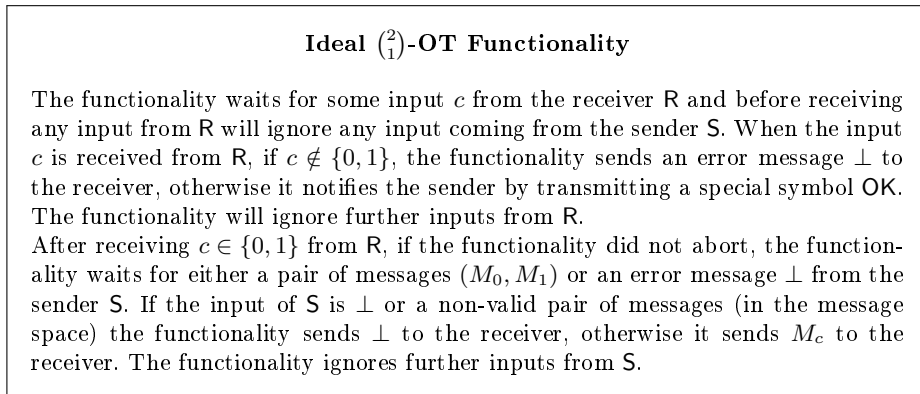 Ideal $\binom{2}{1}$-OT Functionality
The functionality waits for some input c from the receiver R and before receiving
any input from R will ignore any input coming from the sender S. When the input
c is received from R, if c ∉ {0, 1}, the functionality sends an error message ⊥ to
the receiver, otherwise it notifies the sender by transmitting a special symbol OK.
The functionality will ignore further inputs from R.
After receiving c ∈ {0, 1} from R, if the functionality did not abort, the function-
ality waits for either a pair of messages (M₀, M₁) or an error message ⊥ from the
sender S. If the input of S is ⊥ or a non-valid pair of messages (in the message
space) the functionality sends ⊥ to the receiver, otherwise it sends M_c to the
receiver. The functionality ignores further inputs from S.